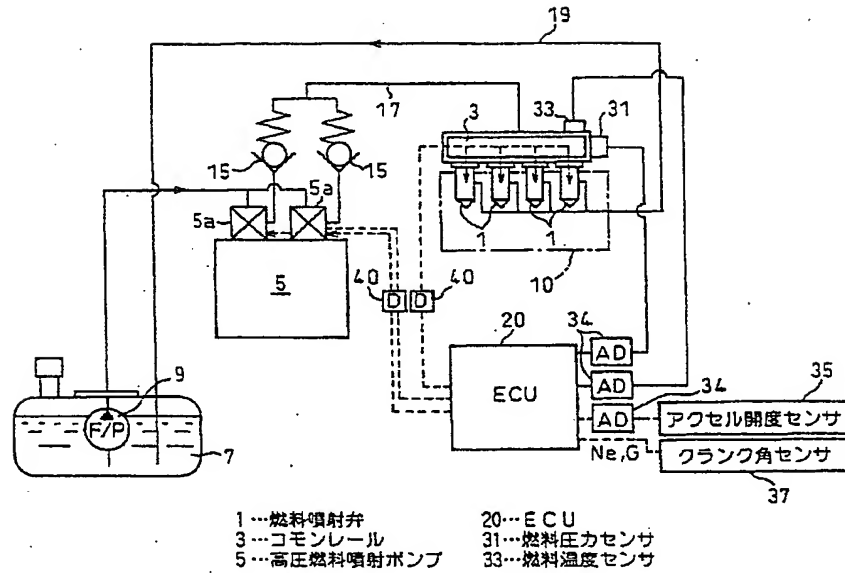 19
17
3
33
31
15
15
5a
5a
1
1
10
5
40
D
D
40
20
34
ECU
AD
AD
34
AD
35
アクセル開度センサ
Ne,G
クランク角センサ
37
9
F/P
7
1…燃料噴射弁
3…コモンレール
5…高圧燃料噴射ポンプ
20…ECU
31…燃料圧力センサ
33…燃料温度センサ